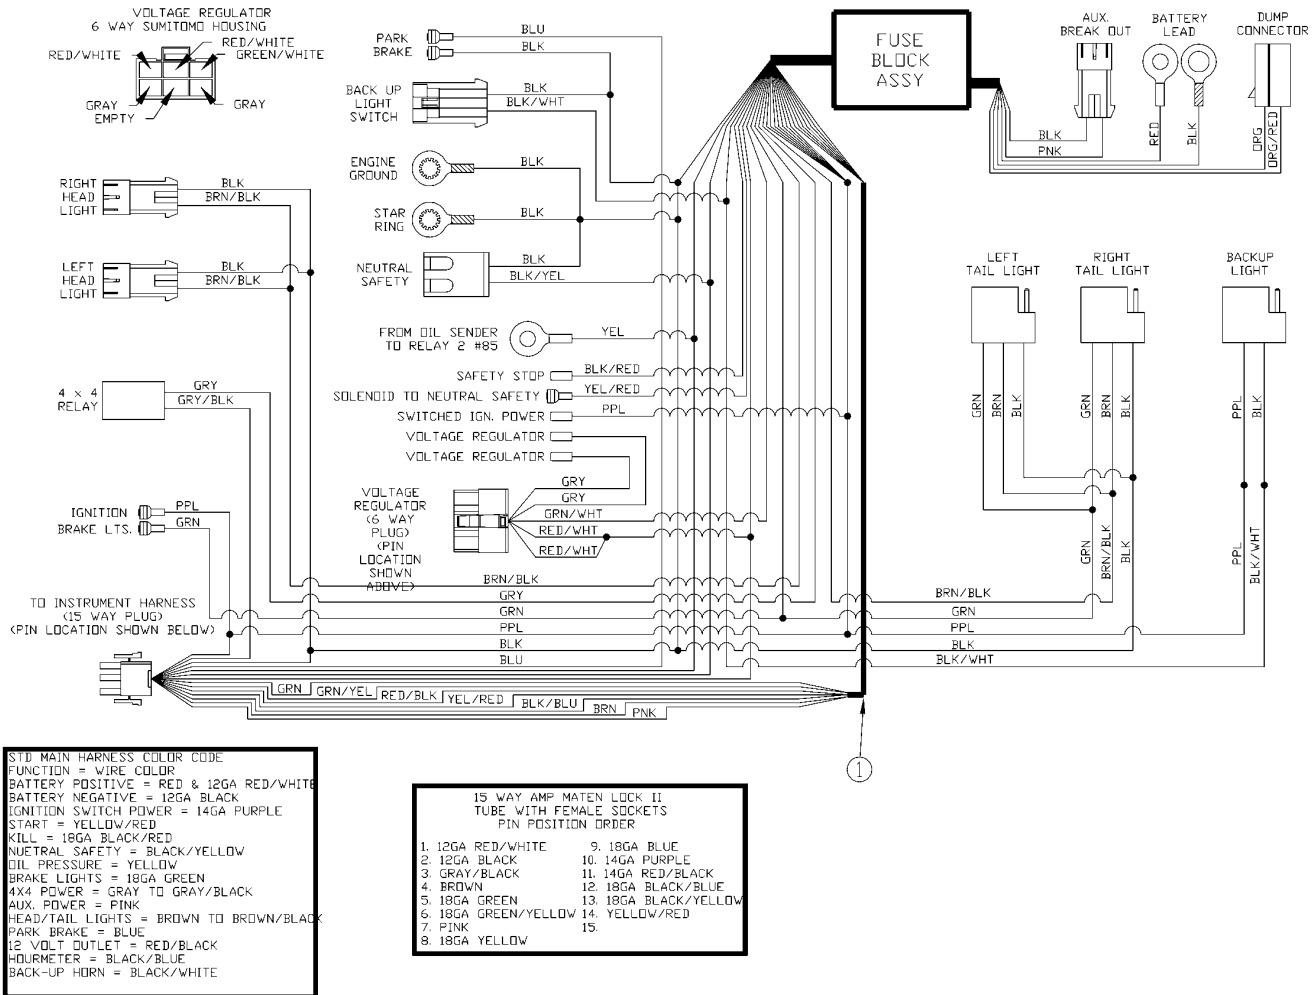 VOLTAGE REGULATOR
6 WAY SUMITOMO HOUSING
RED/WHITE
RED/WHITE
GREEN/WHITE
GRAY
EMPTY
GRAY
PARK
BRAKE
BLU
BLK
BACK UP
LIGHT
SWITCH
BLK
BLK/WHT
ENGINE
GROUND
BLK
STAR
RING
BLK
NEUTRAL
SAFETY
BLK
BLK/YEL
FUSE
BLOCK
ASSY
AUX.
BREAK OUT
BATTERY
LEAD
DUMP
CONNECTOR
BLK
PNK
RED
BLK
ORG
ORG/RED
RIGHT
HEAD
LIGHT
BLK
BRN/BLK
LEFT
HEAD
LIGHT
BLK
BRN/BLK
FROM OIL SENDER
TO RELAY 2 #85
YEL
SAFETY STOP
BLK/RED
SOLENOID TO NEUTRAL SAFETY
YEL/RED
SWITCHED IGN. POWER
PPL
VOLTAGE REGULATOR
VOLTAGE REGULATOR
4 x 4
RELAY
GRY
GRY/BLK
VOLTAGE
REGULATOR
(6 WAY
PLUG)
(PIN
LOCATION
SHOWN
ABOVE)
GRY
GRY
GRN/WHT
RED/WHT
RED/WHT
LEFT
TAIL LIGHT
RIGHT
TAIL LIGHT
BACKUP
LIGHT
GRN
BRN
BLK
GRN
BRN
BLK
PPL
BLK
GRN
BRN/BLK
BLK
PPL
BLK/WHT
IGNITION
PPL
BRAKE LTS.
GRN
TO INSTRUMENT HARNESS
(15 WAY PLUG)
(PIN LOCATION SHOWN BELOW)
BRN/BLK
GRY
GRN
PPL
BLK
BLU
BRN/BLK
GRN
PPL
BLK
BLK/WHT
GRN
GRN/YEL
RED/BLK
YEL/RED
BLK/BLU
BRN
PNK
1
STD MAIN HARNESS COLOR CODE
FUNCTION = WIRE COLOR
BATTERY POSITIVE = RED & 12GA RED/WHITE
BATTERY NEGATIVE = 12GA BLACK
IGNITION SWITCH POWER = 14GA PURPLE
START = YELLOW/RED
KILL = 18GA BLACK/RED
NUETRAL SAFETY = BLACK/YELLOW
OIL PRESSURE = YELLOW
BRAKE LIGHTS = 18GA GREEN
4X4 POWER = GRAY TO GRAY/BLACK
AUX. POWER = PINK
HEAD/TAIL LIGHTS = BROWN TO BROWN/BLACK
PARK BRAKE = BLUE
12 VOLT OUTLET = RED/BLACK
HOURMETER = BLACK/BLUE
BACK-UP HORN = BLACK/WHITE
15 WAY AMP MATEN LOCK II
TUBE WITH FEMALE SOCKETS
PIN POSITION ORDER
1. 12GA RED/WHITE
2. 12GA BLACK
3. GRAY/BLACK
4. BROWN
5. 18GA GREEN
6. 18GA GREEN/YELLOW
7. PINK
8. 18GA YELLOW
9. 18GA BLUE
10. 14GA PURPLE
11. 14GA RED/BLACK
12. 18GA BLACK/BLUE
13. 18GA BLACK/YELLOW
14. YELLOW/RED
15.